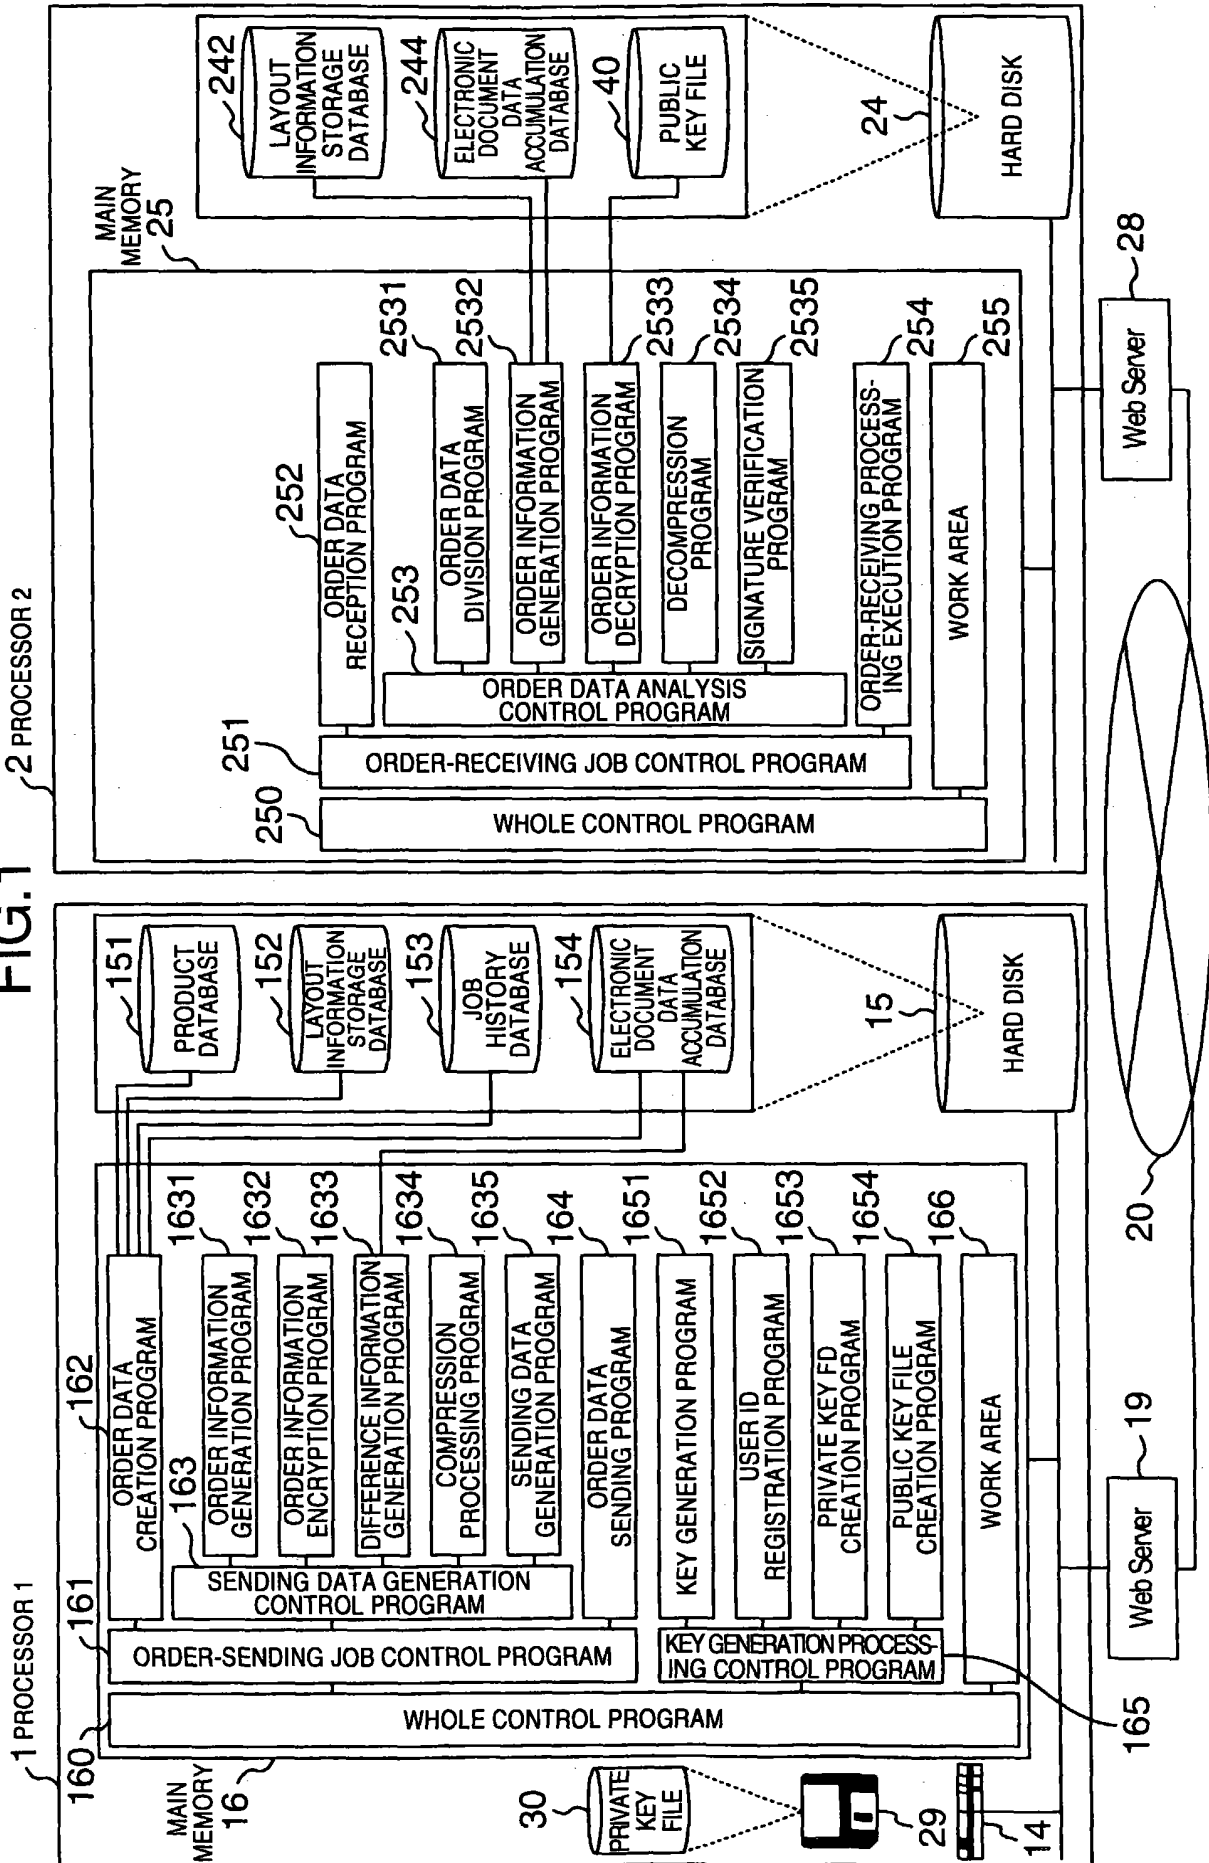 FIG.1
1 PROCESSOR 1
MAIN
MEMORY
16
160
WHOLE CONTROL PROGRAM
161
ORDER-SENDING JOB CONTROL PROGRAM
162
ORDER DATA
CREATION PROGRAM
163
SENDING DATA GENERATION
CONTROL PROGRAM
ORDER INFORMATION
GENERATION PROGRAM
1631
ORDER INFORMATION
ENCRYPTION PROGRAM
1632
DIFFERENCE INFORMATION
GENERATION PROGRAM
1633
COMPRESSION
PROCESSING PROGRAM
1634
SENDING DATA
GENERATION PROGRAM
1635
ORDER DATA
SENDING PROGRAM
164
KEY GENERATION PROCESS-
ING CONTROL PROGRAM
165
KEY GENERATION PROGRAM
1651
USER ID
REGISTRATION PROGRAM
1652
PRIVATE KEY FD
CREATION PROGRAM
1653
PUBLIC KEY FILE
CREATION PROGRAM
1654
WORK AREA
166
151
PRODUCT
DATABASE
152
LAYOUT
INFORMATION
STORAGE
DATABASE
153
JOB
HISTORY
DATABASE
154
ELECTRONIC
DOCUMENT
DATA
ACCUMULATION
DATABASE
15
HARD DISK
30
PRIVATE
KEY
FILE
29
14
Web Server
19
20
2 PROCESSOR 2
MAIN
MEMORY
25
250
WHOLE CONTROL PROGRAM
251
ORDER-RECEIVING JOB CONTROL PROGRAM
252
ORDER DATA
RECEPTION PROGRAM
253
ORDER DATA ANALYSIS
CONTROL PROGRAM
ORDER DATA
DIVISION PROGRAM
2531
ORDER INFORMATION
GENERATION PROGRAM
2532
ORDER INFORMATION
DECRYPTION PROGRAM
2533
DECOMPRESSION
PROGRAM
2534
SIGNATURE VERIFICATION
PROGRAM
2535
ORDER-RECEIVING PROCESS-
ING EXECUTION PROGRAM
254
WORK AREA
255
242
LAYOUT
INFORMATION
STORAGE
DATABASE
244
ELECTRONIC
DOCUMENT
DATA
ACCUMULATION
DATABASE
40
PUBLIC
KEY FILE
24
HARD DISK
Web Server
28